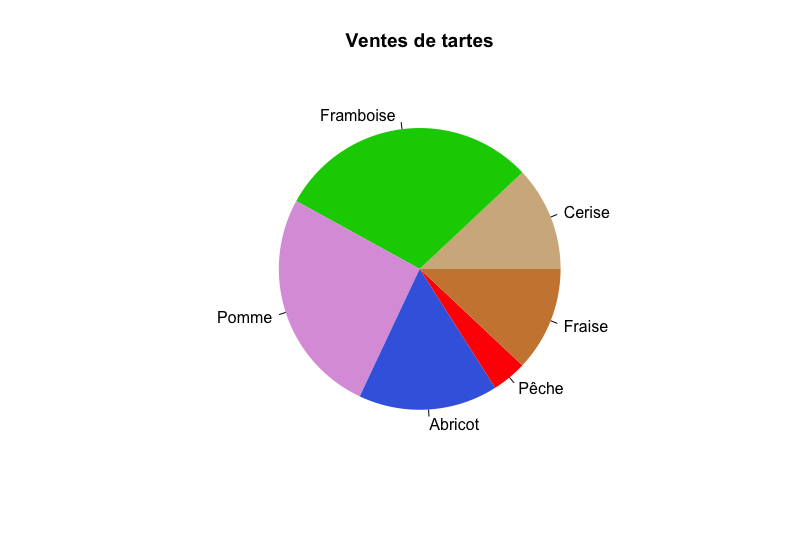 Ventes de tartes
Framboise
Cerise
Pomme
Fraise
Pêche
Abricot